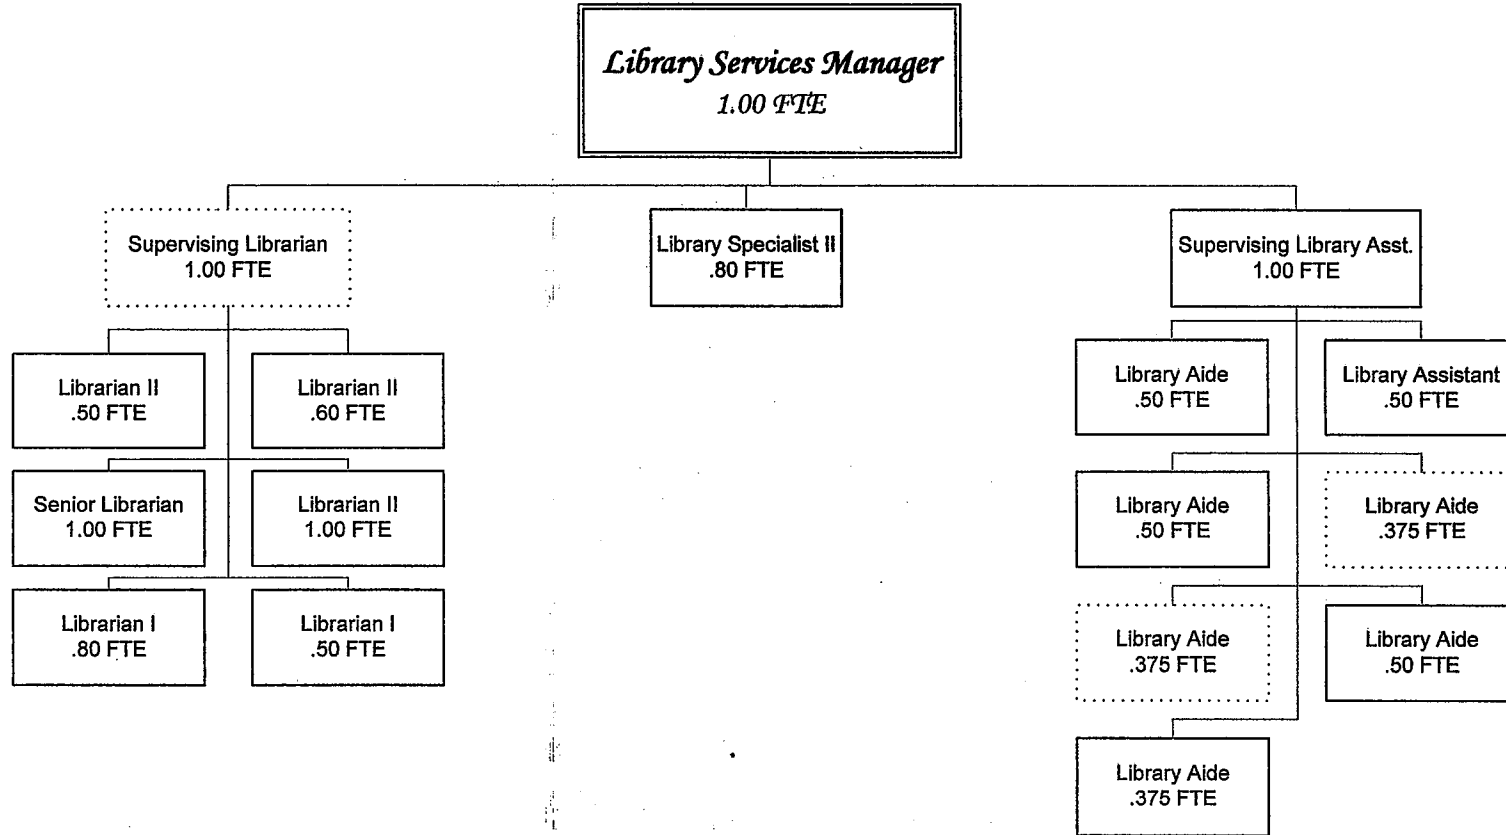 Library Services Manager
1.00 FTE
Supervising Librarian
1.00 FTE
Library Specialist II
.80 FTE
Supervising Library Asst.
1.00 FTE
Librarian II
.50 FTE
Librarian II
.60 FTE
Senior Librarian
1.00 FTE
Librarian II
1.00 FTE
Librarian I
.80 FTE
Librarian I
.50 FTE
Library Aide
.50 FTE
Library Assistant
.50 FTE
Library Aide
.50 FTE
Library Aide
.375 FTE
Library Aide
.375 FTE
Library Aide
.50 FTE
Library Aide
.375 FTE